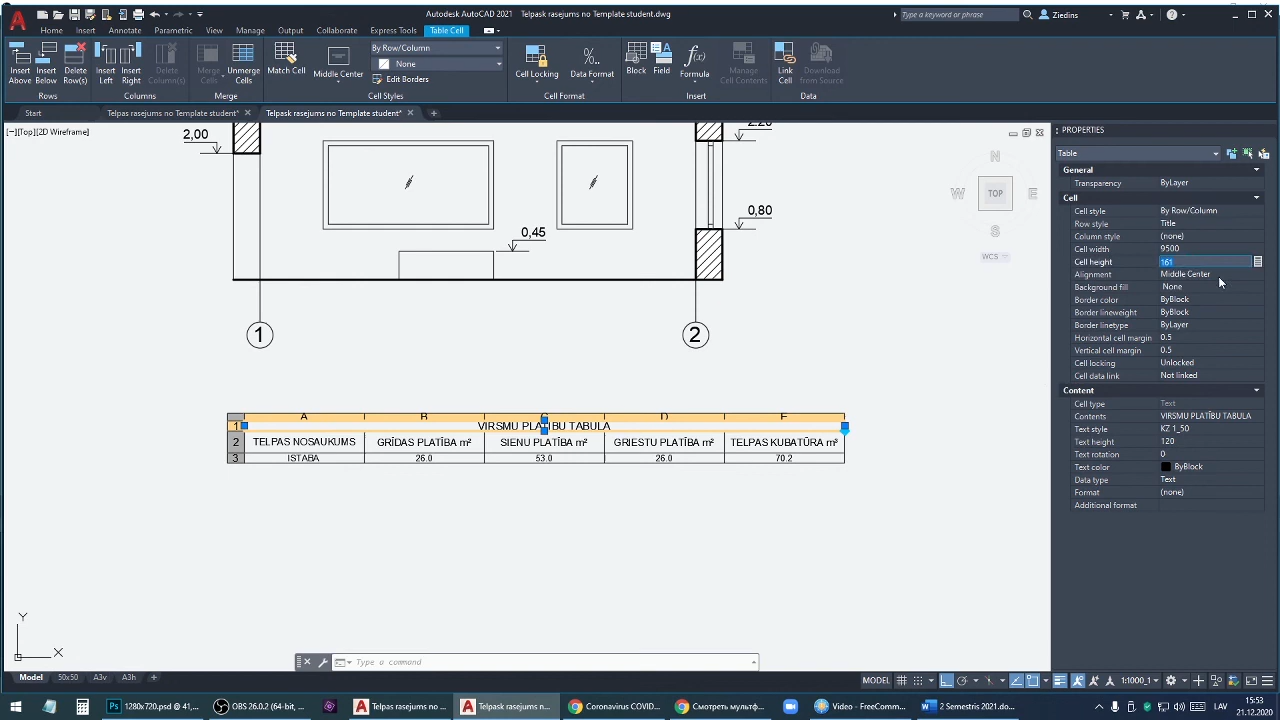 Autodesk AutoCAD 2021 Telpask rasejums no Template student.dwg
Type a keyword or phrase
Ziedins
Home Insert Annotate Parametric View Manage Output Collaborate Express Tools Featured Apps Table Cell
Insert Above
Insert Below
Delete Row(s)
Insert Left
Insert Right
Delete Column(s)
Merge Cells
Unmerge Cells
Match Cell
Middle Center
By Row/Column
None
Edit Borders
Cell Locking
Data Format
Block
Field
Formula
Manage Cell Contents
Link Cell
Download from Source
Rows
Columns
Merge
Cell Styles
Cell Format
Insert
Data
Start
Telpas rasejums no Template student*
Telpask rasejums no Template student*
[−][Top][2D Wireframe]
2,00
2.20
0,80
0,45
1
2
N
W
TOP
E
S
WCS
A B C D E
1 VIRSMU PLATĪBU TABULA
2 TELPAS NOSAUKUMS GRĪDAS PLATĪBA m² SIENU PLATĪBA m² GRIESTU PLATĪBA m² TELPAS KUBATŪRA m³
3 ISTABA 26.0 53.0 26.0 70.2
Y
X
PROPERTIES
Table
General
Transparency ByLayer
Cell
Cell style By Row/Column
Row style Title
Column style (none)
Cell width 9500
Cell height 161
Alignment Middle Center
Background fill None
Border color ByBlock
Border lineweight ByBlock
Border linetype ByLayer
Horizontal cell margin 0.5
Vertical cell margin 0.5
Cell locking Unlocked
Cell data link Not linked
Content
Cell type Text
Contents VIRSMU PLATĪBU TABULA
Text style KZ 1_50
Text height 120
Text rotation 0
Text color ByBlock
Data type Text
Format (none)
Additional format
Type a command
Model 50x50 A3v A3h
MODEL
1:1000_1
1280x720.psd @ 41,...
OBS 26.0.2 (64-bit, ...
Telpas rasejums no ...
Telpask rasejums n...
Coronavirus COVID...
Смотреть мультф...
Video - FreeComm...
2 Semestris 2021.do...
LAV
15:53
21.12.2020